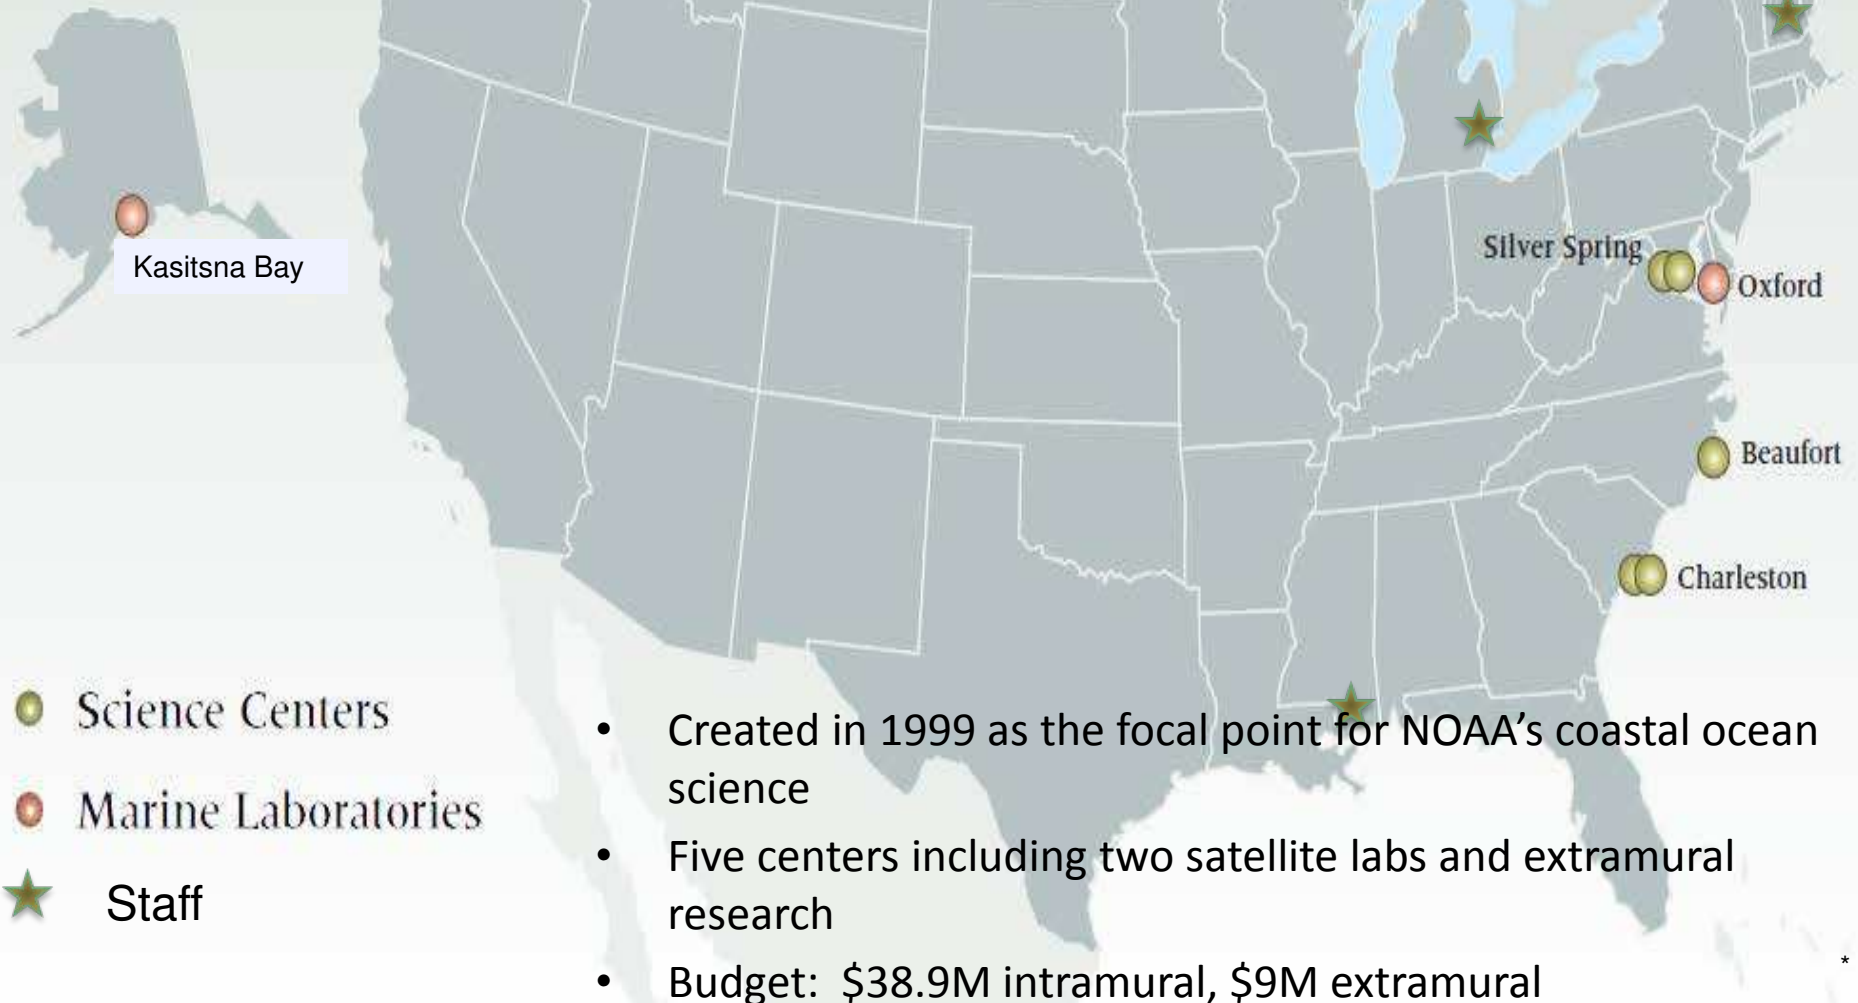 Kasitsna Bay
Silver Spring
Oxford
Beaufort
Charleston
Science Centers
Marine Laboratories
Staff
• Created in 1999 as the focal point for NOAA’s coastal ocean
science
• Five centers including two satellite labs and extramural
research
• Budget: $38.9M intramural, $9M extramural
*